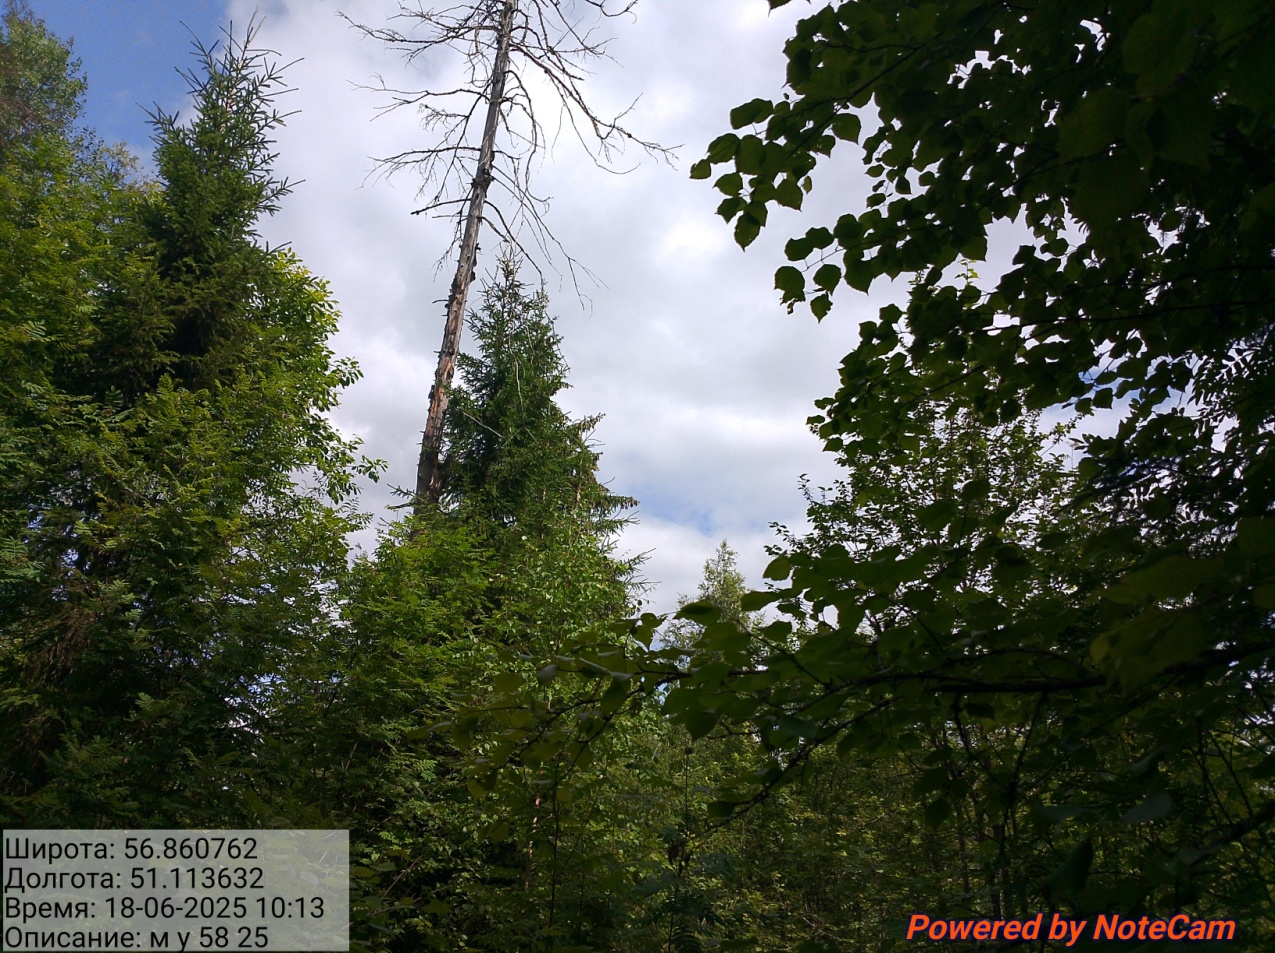 Широта: 56.860762
Долгота: 51.113632
Время: 18-06-2025 10:13
Описание: м у 58 25
Powered by NoteCam